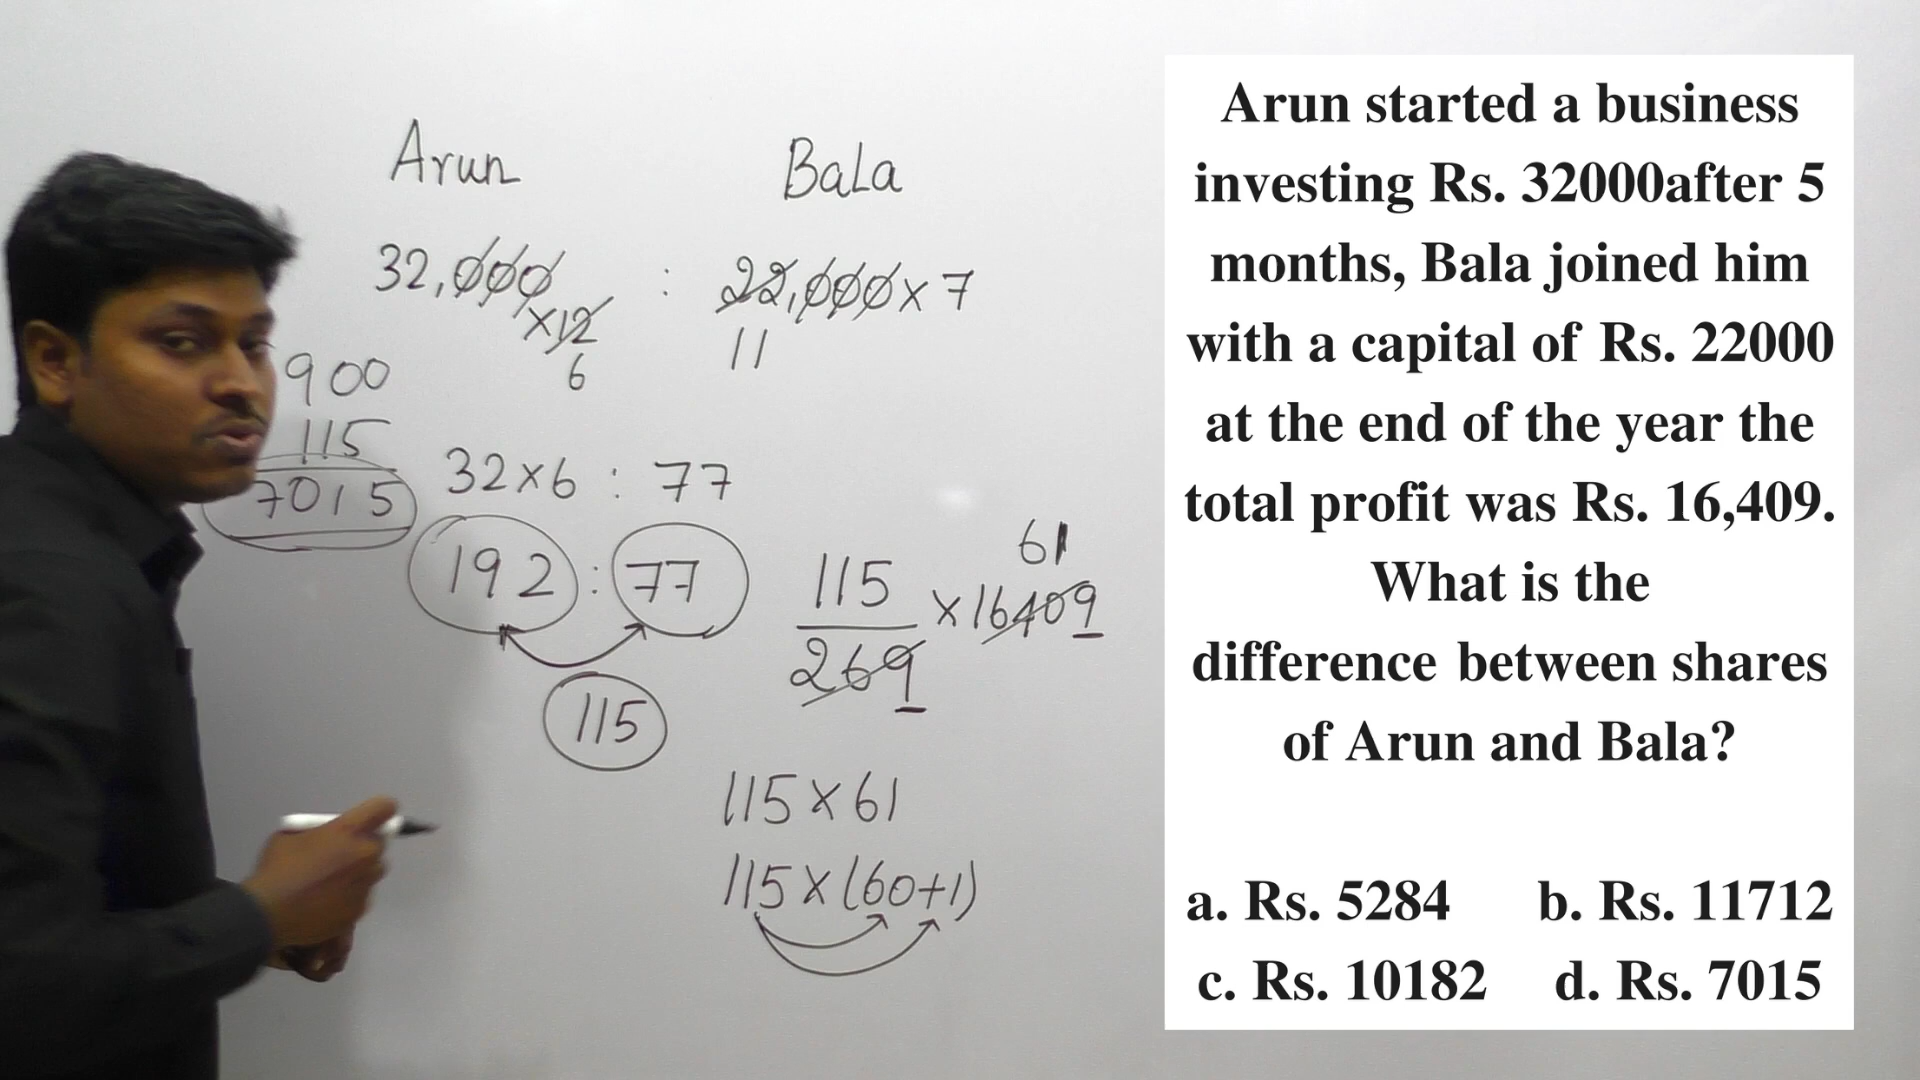 Arun Bala
32,000 : 22,000 x 7
x12 11
6
900
115
7015
32x6 : 77
192 : 77
115
61
115 x 16409
269
115 x 61
115 x (60+1)
Arun started a business
investing Rs. 32000after 5
months, Bala joined him
with a capital of Rs. 22000
at the end of the year the
total profit was Rs. 16,409.
What is the
difference between shares
of Arun and Bala?
a. Rs. 5284 b. Rs. 11712
c. Rs. 10182 d. Rs. 7015